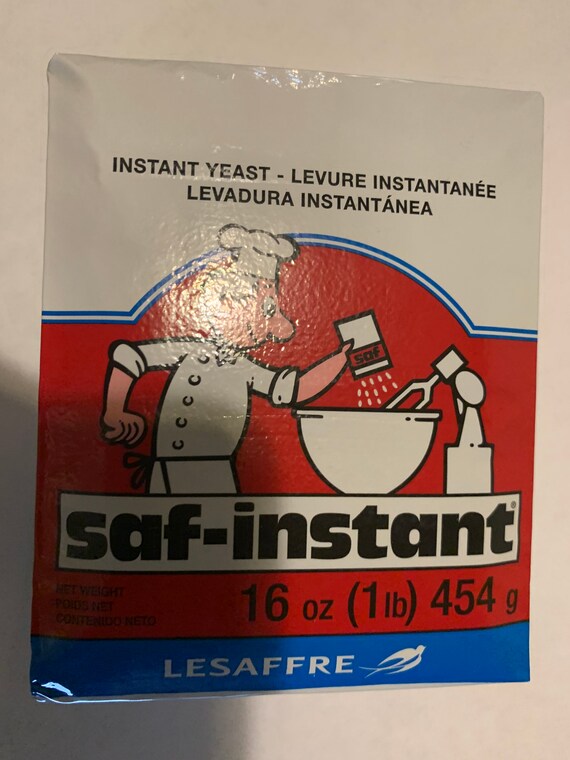 INSTANT YEAST - LEVURE INSTANTANÉE
LEVADURA INSTANTÁNEA
saf
saf-instant®
NET WEIGHT
POIDS NET
CONTENIDO NETO
16 oz (1lb) 454 g
LESAFFRE